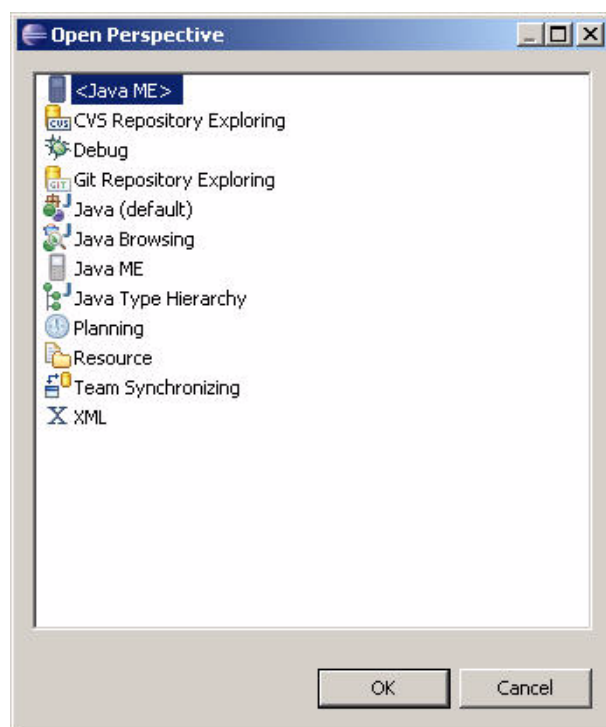 Open Perspective
<Java ME>
CVS Repository Exploring
Debug
GIT Git Repository Exploring
Java (default)
Java Browsing
Java ME
Java Type Hierarchy
Planning
Resource
Team Synchronizing
X XML
OK Cancel